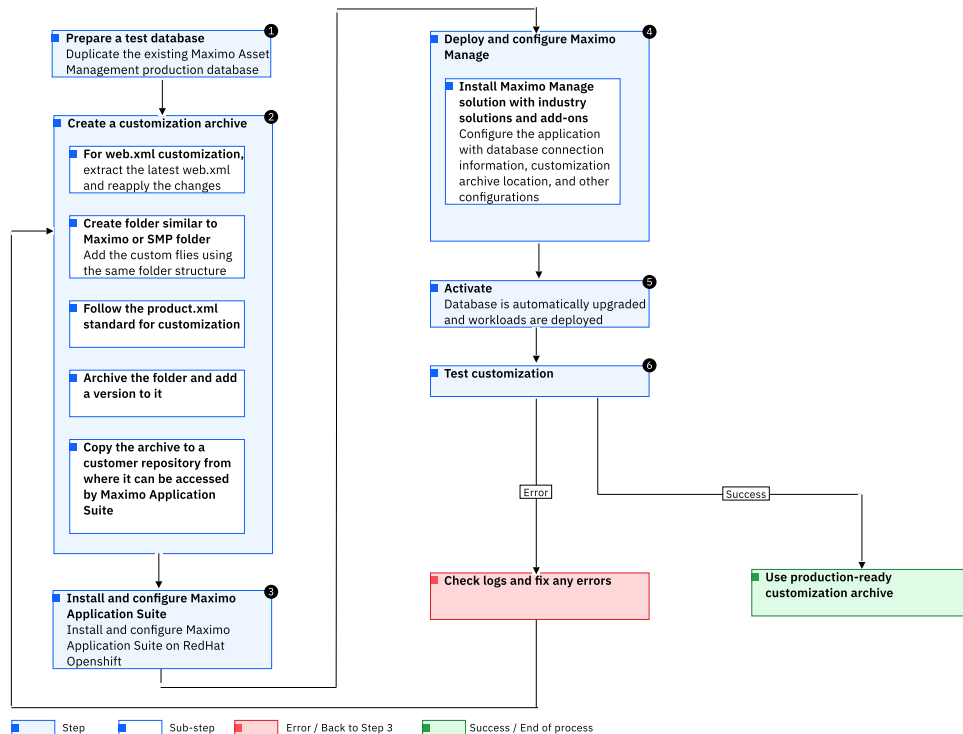 1
Prepare a test database
Duplicate the existing Maximo Asset
Management production database
2
Create a customization archive
For web.xml customization,
extract the latest web.xml
and reapply the changes
Create folder similar to
Maximo or SMP folder
Add the custom flies using
the same folder structure
Follow the product.xml
standard for customization
Archive the folder and add
a version to it
Copy the archive to a
customer repository from
where it can be accessed
by Maximo Application
Suite
3
Install and configure Maximo
Application Suite
Install and configure Maximo
Application Suite on RedHat
Openshift
4
Deploy and configure Maximo
Manage
Install Maximo Manage
solution with industry
solutions and add-ons
Configure the application
with database connection
information, customization
archive location, and other
configurations
5
Activate
Database is automatically upgraded
and workloads are deployed
6
Test customization
Error
Success
Check logs and fix any errors
Use production-ready
customization archive
Step
Sub-step
Error / Back to Step 3
Success / End of process